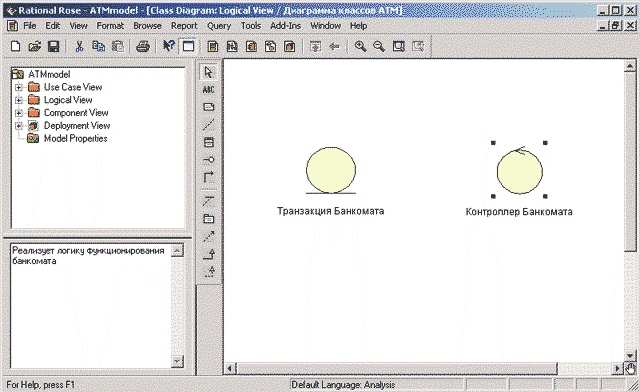 Rational Rose - ATMmodel - [Class Diagram: Logical View / Диаграмма классов ATM]
File Edit View Format Browse Report Query Tools Add-Ins Window Help
ATMmodel
Use Case View
Logical View
Component View
Deployment View
Model Properties
ABC
Транзакция Банкомата
Контроллер Банкомата
Реализует логику функционирования
банкомата
For Help, press F1
Default Language: Analysis